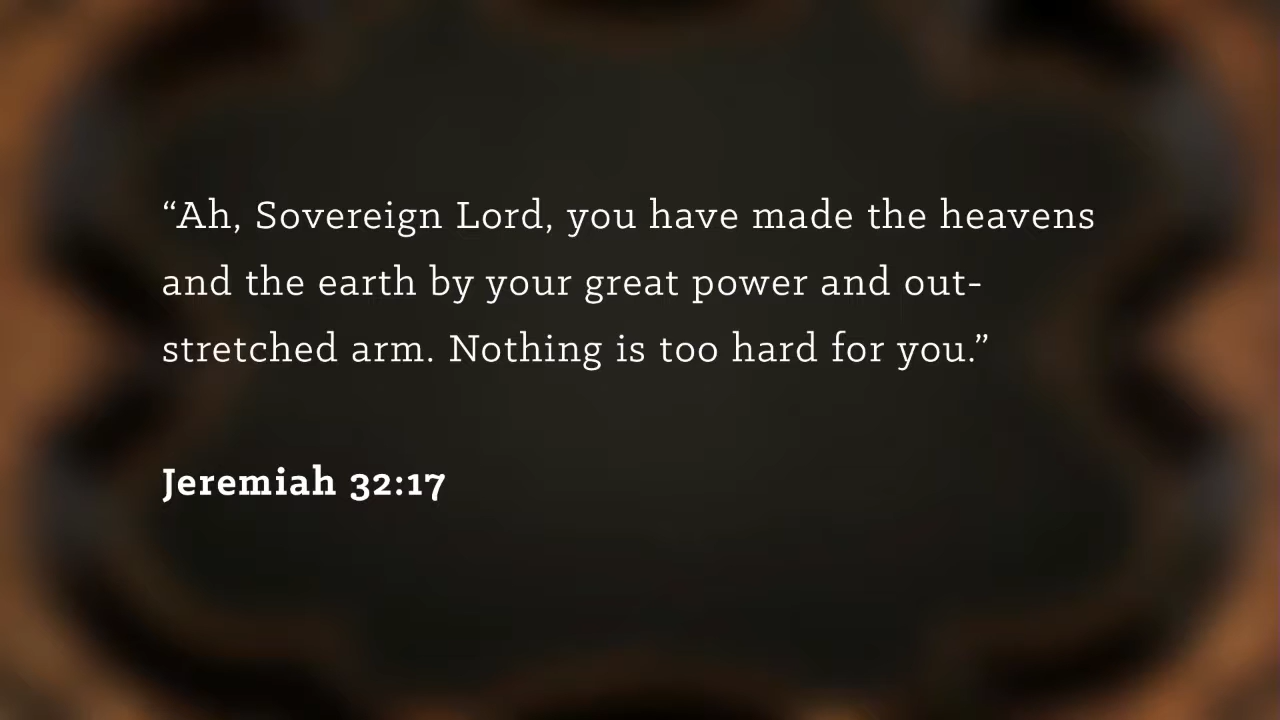 “Ah, Sovereign Lord, you have made the heavens
and the earth by your great power and out-
stretched arm. Nothing is too hard for you.”
Jeremiah 32:17